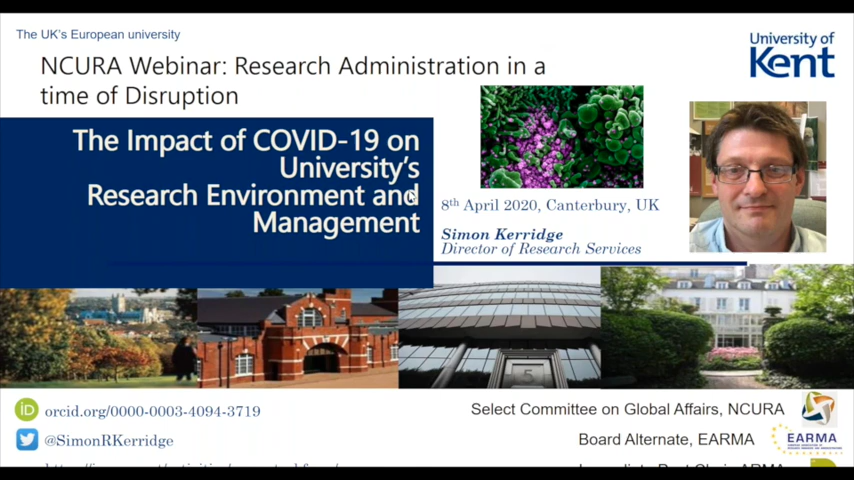 The UK's European university
University of
Kent
NCURA Webinar: Research Administration in a
time of Disruption
The Impact of COVID-19 on
University's
Research Environment and
Management
8th April 2020, Canterbury, UK
Simon Kerridge
Director of Research Services
5
orcid.org/0000-0003-4094-3719
@SimonRKerridge
Select Committee on Global Affairs, NCURA
Board Alternate, EARMA
EARMA
iD